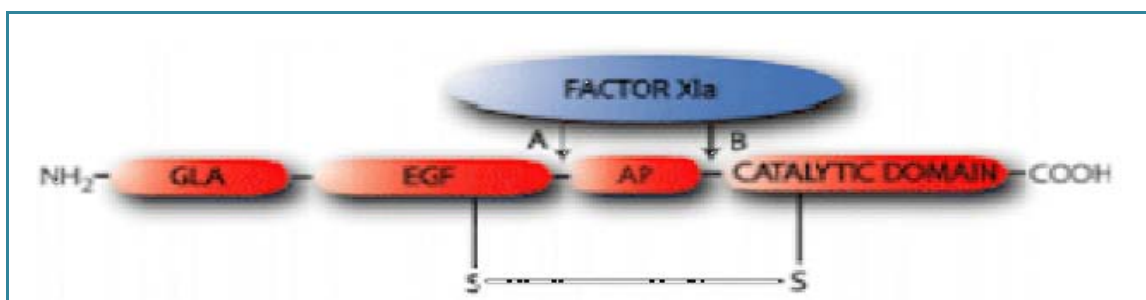 FACTOR XIa
A B
NH₂ GLA EGF AP CATALYTIC DOMAIN COOH
S S